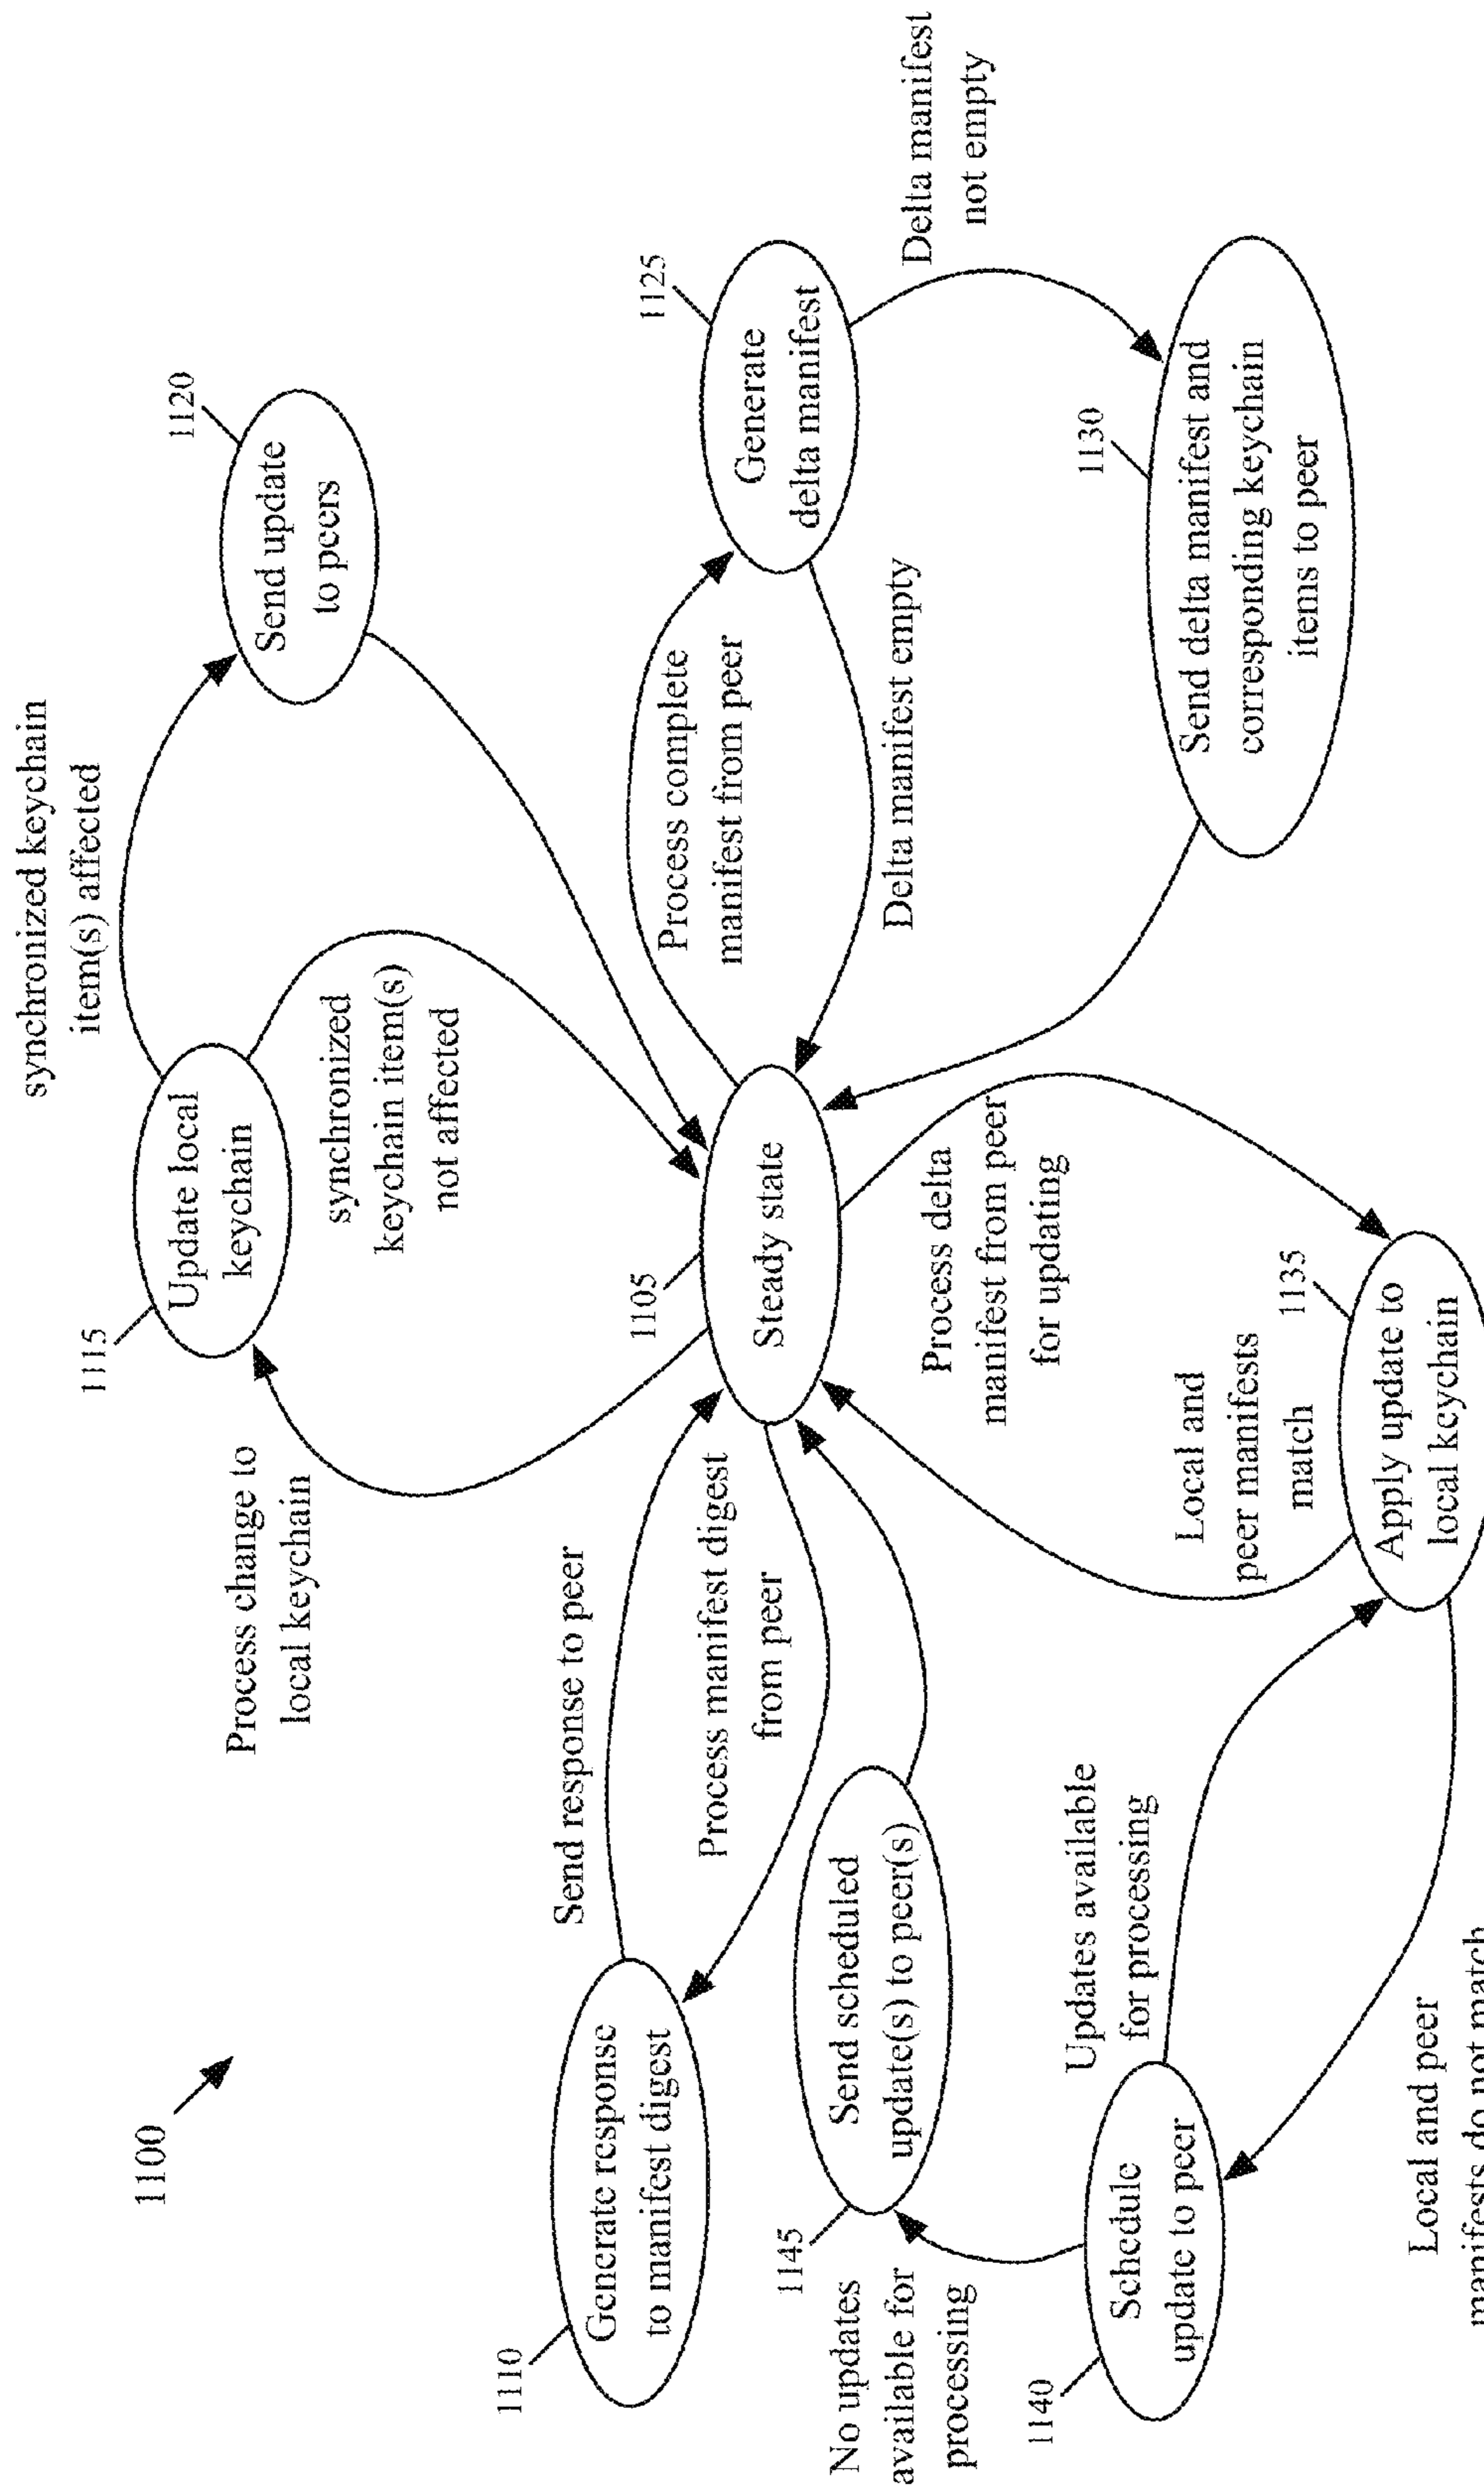 1100
synchronized keychain
item(s) affected
1115
Update local
keychain
Process change to
local keychain
synchronized
keychain item(s)
not affected
1120
Send update
to peers
1110
Generate response
to manifest digest
Send response to peer
Process manifest digest
from peer
1105
Steady state
Process complete
manifest from peer
1125
Generate
delta manifest
Delta manifest empty
Delta manifest
not empty
1145
Send scheduled
update(s) to peer(s)
No updates
available for
processing
1140
Schedule
update to peer
Updates available
for processing
Process delta
manifest from peer
for updating
Local and
peer manifests
match
1135
Apply update to
local keychain
1130
Send delta manifest and
corresponding keychain
items to peer
Local and peer
manifests do not match